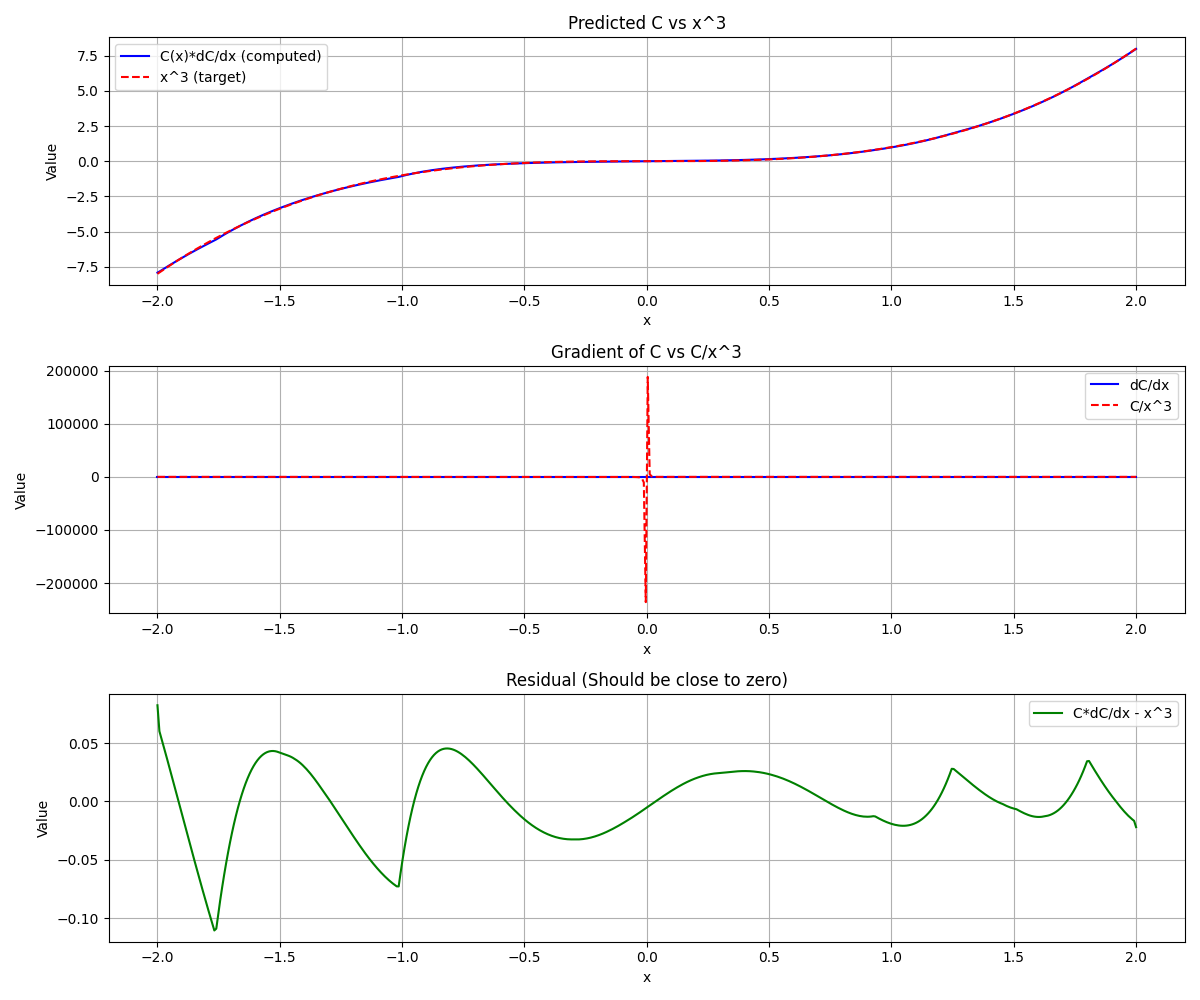 Predicted C vs x^3
C(x)*dC/dx (computed)
x^3 (target)
7.5
5.0
2.5
0.0
−2.5
−5.0
−7.5
Value
−2.0 −1.5 −1.0 −0.5 0.0 0.5 1.0 1.5 2.0
x
Gradient of C vs C/x^3
dC/dx
C/x^3
200000
100000
0
−100000
−200000
Value
−2.0 −1.5 −1.0 −0.5 0.0 0.5 1.0 1.5 2.0
x
Residual (Should be close to zero)
C*dC/dx - x^3
0.05
0.00
−0.05
−0.10
Value
−2.0 −1.5 −1.0 −0.5 0.0 0.5 1.0 1.5 2.0
x